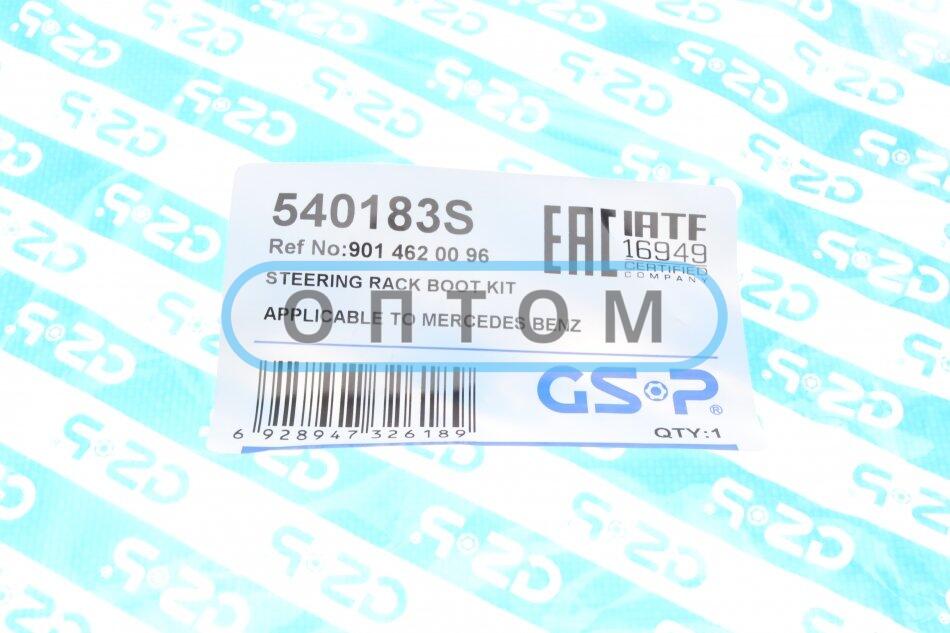 540183S
Ref No:901 462 00 96
EAC
IATF
16949
CERTIFIED
COMPANY
STEERING RACK BOOT KIT
ОПТОМ
APPLICABLE TO MERCEDES BENZ
GSP®
6 928947 326189
QTY:1